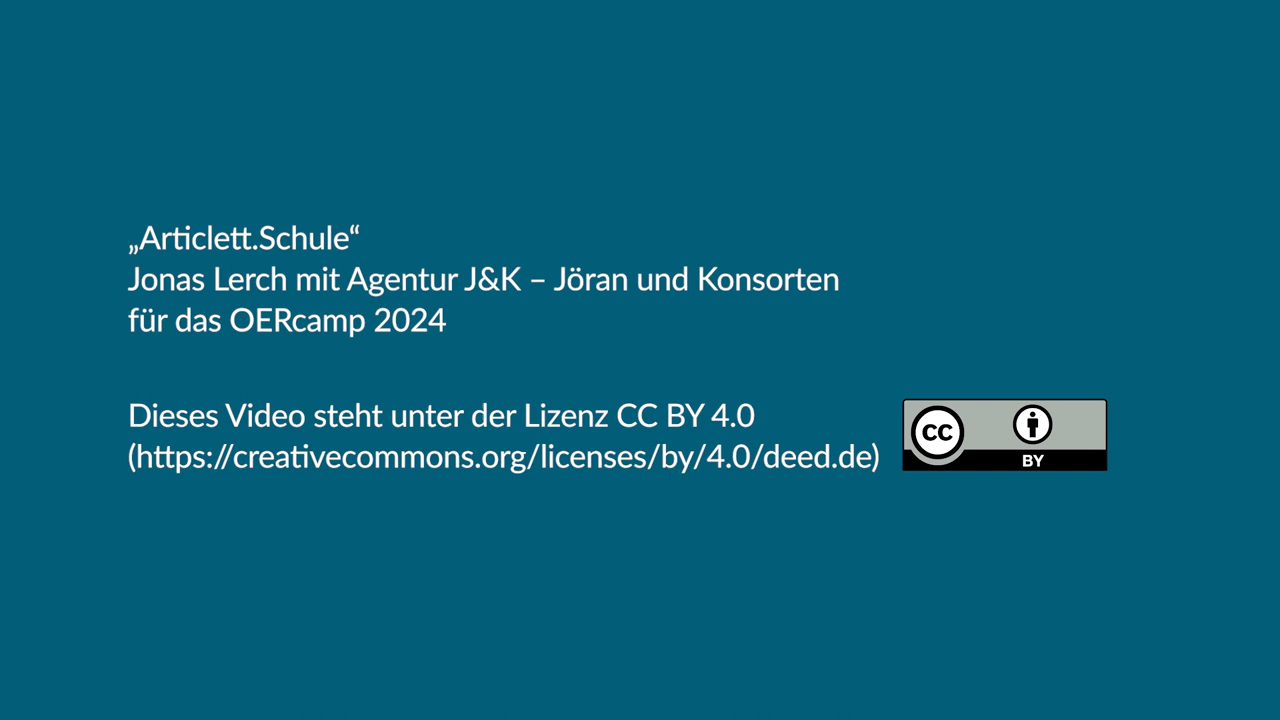 „Articlett.Schule“
Jonas Lerch mit Agentur J&K – Jöran und Konsorten
für das OERcamp 2024
Dieses Video steht unter der Lizenz CC BY 4.0
(https://creativecommons.org/licenses/by/4.0/deed.de)
CC
BY